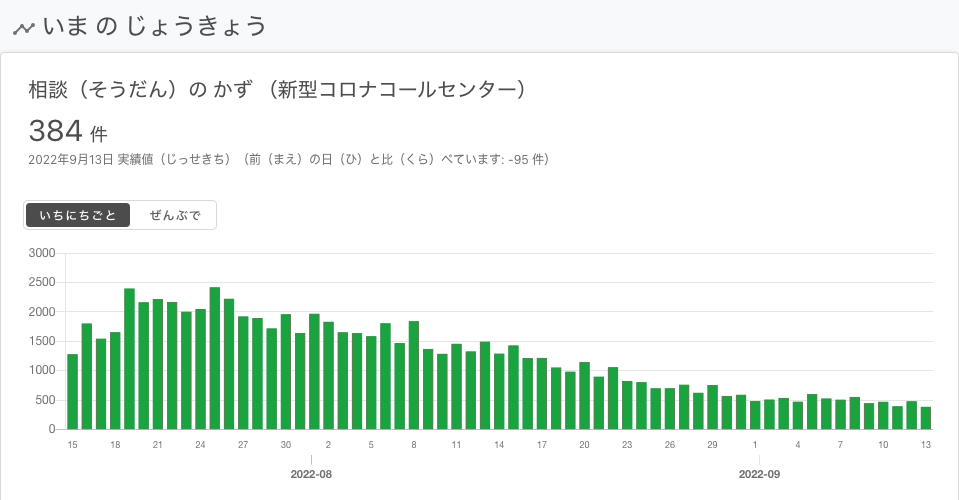 いま の じょうきょう
相談（そうだん）の かず （新型コロナコールセンター）
384 件
2022年9月13日 実績値（じっせきち）（前（まえ）の日（ひ）と比（くら）べています: -95 件）
いちにちごと ぜんぶで
3000
2500
2000
1500
1000
500
0
15 18 21 24 27 30 2 5 8 11 14 17 20 23 26 29 1 4 7 10 13
2022-08 2022-09